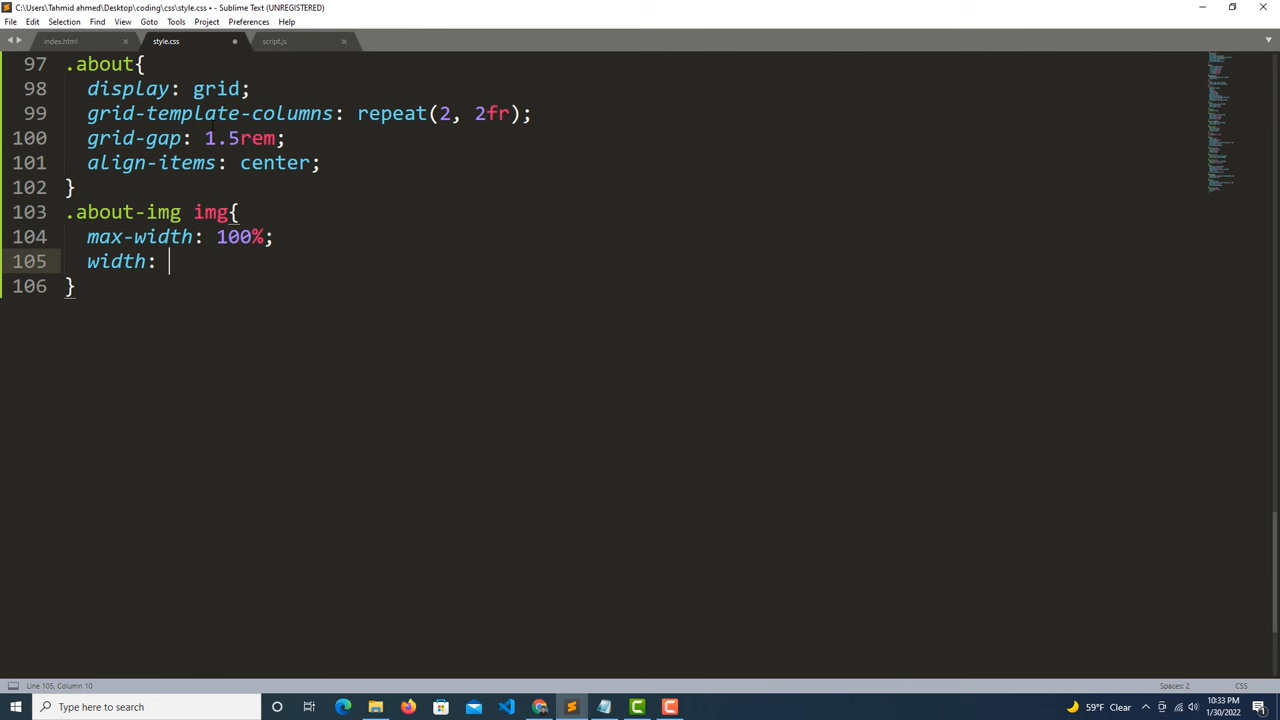 C:\Users\Tahmid ahmed\Desktop\coding\css\style.css • - Sublime Text (UNREGISTERED)
File Edit Selection Find View Goto Tools Project Preferences Help
index.html style.css script.js
97 .about{
98 display: grid;
99 grid-template-columns: repeat(2, 2fr);
100 grid-gap: 1.5rem;
101 align-items: center;
102 }
103 .about-img img{
104 max-width: 100%;
105 width:
106 }
Line 105, Column 10 Spaces: 2 CSS
Type here to search 59°F Clear 10:33 PM
1/30/2022